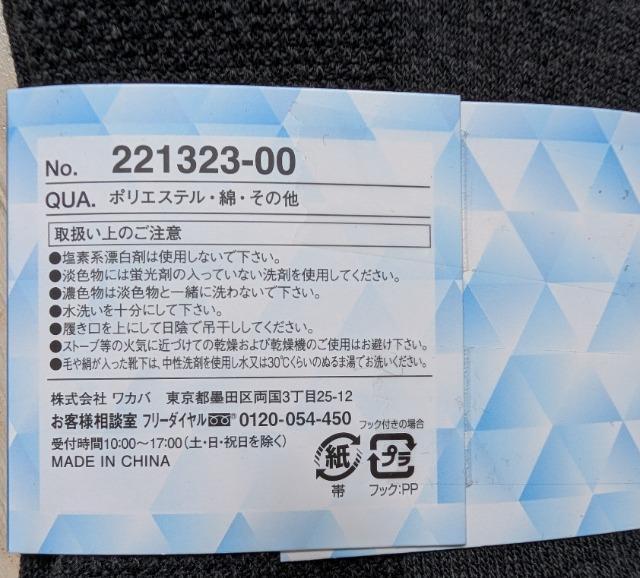 No. 221323-00
QUA. ポリエステル・綿・その他
取扱い上のご注意
●塩素系漂白剤は使用しないで下さい。
●淡色物には蛍光剤の入っていない洗剤を使用してください。
●濃色物は淡色物と一緒に洗わないで下さい。
●水洗いを十分にして下さい。
●履き口を上にして日陰で吊干ししてください。
●ストーブ等の火気に近づけての乾燥および乾燥機のご使用はお避け下さい。
●毛や絹が入った靴下は、中性洗剤を使用し水又は30℃くらいのぬるま湯でお洗いください。
株式会社 ワカバ 東京都墨田区両国3丁目25-12
お客様相談室 フリーダイヤル 0120-054-450
受付時間10:00～17:00(土・日・祝日を除く)
MADE IN CHINA
フック付きの場合
紙 プラ
帯 フック:PP